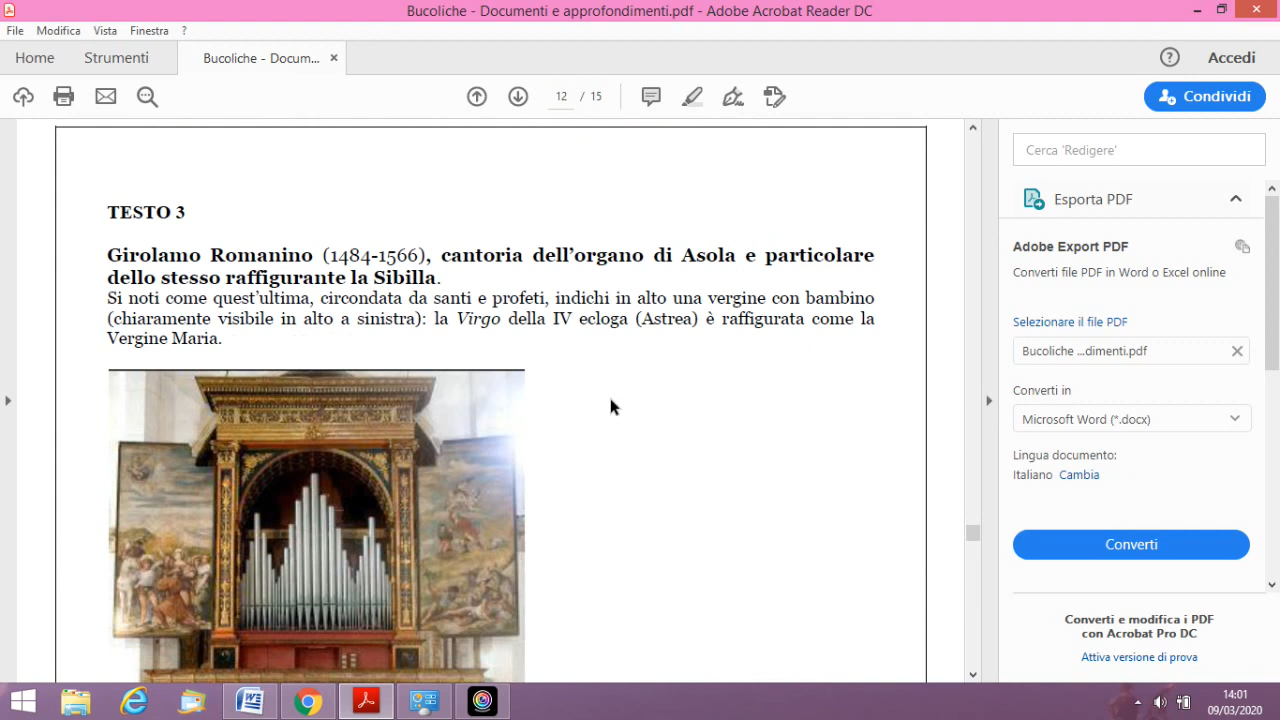 Bucoliche - Documenti e approfondimenti.pdf - Adobe Acrobat Reader DC
File Modifica Vista Finestra ?
Home Strumenti Bucoliche - Docum... × Accedi
12 / 15 Condividi
TESTO 3
Girolamo Romanino (1484-1566), cantoria dell’organo di Asola e particolare
dello stesso raffigurante la Sibilla.
Si noti come quest’ultima, circondata da santi e profeti, indichi in alto una vergine con bambino
(chiaramente visibile in alto a sinistra): la Virgo della IV ecloga (Astrea) è raffigurata come la
Vergine Maria.
Cerca 'Redigere'
Esporta PDF
Adobe Export PDF
Converti file PDF in Word o Excel online
Selezionare il file PDF
Bucoliche ...dimenti.pdf
Converti in
Microsoft Word (*.docx)
Lingua documento:
Italiano Cambia
Converti
Converti e modifica i PDF
con Acrobat Pro DC
Attiva versione di prova
14:01
09/03/2020